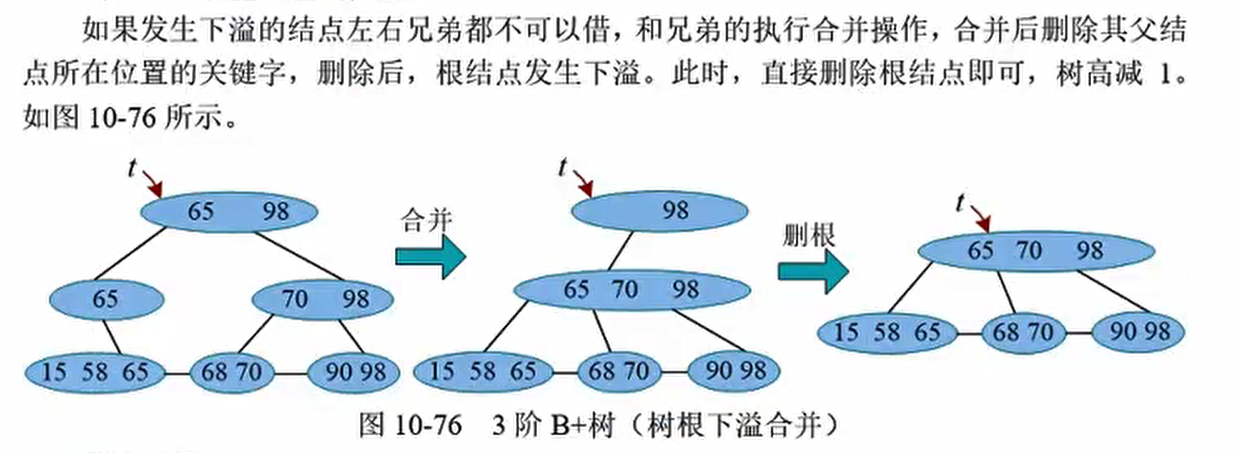 如果发生下溢的结点左右兄弟都不可以借，和兄弟的执行合并操作，合并后删除其父结
点所在位置的关键字，删除后，根结点发生下溢。此时，直接删除根结点即可，树高减 1。
如图 10-76 所示。
t
65 98
合并
65
70 98
15 58 65
68 70
90 98
t
98
删根
65 70 98
15 58 65
68 70
90 98
t
65 70 98
15 58 65
68 70
90 98
图 10-76 3 阶 B+树（树根下溢合并）